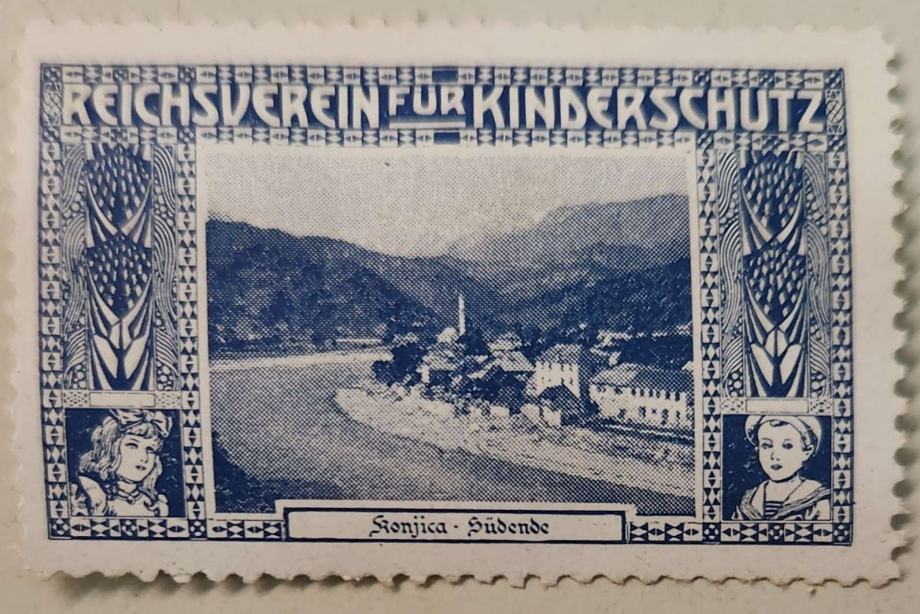 REICHSVEREIN FÜR KINDERSCHUTZ
Konjica - Südende